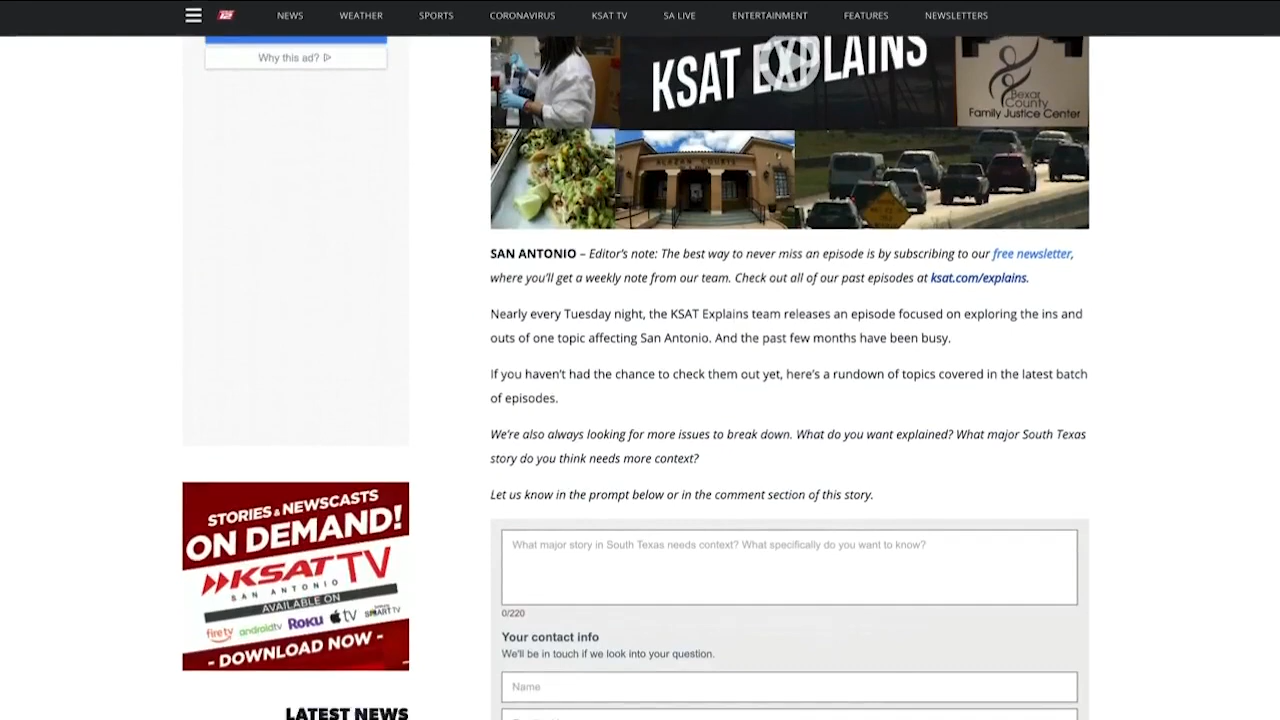 NEWS WEATHER SPORTS CORONAVIRUS KSAT TV SA LIVE ENTERTAINMENT FEATURES NEWSLETTERS
Why this ad?
KSAT EXPLAINS
Bexar
County
Family Justice Center
ALAZAN COURTS
SAN ANTONIO – Editor's note: The best way to never miss an episode is by subscribing to our free newsletter,
where you'll get a weekly note from our team. Check out all of our past episodes at ksat.com/explains.
Nearly every Tuesday night, the KSAT Explains team releases an episode focused on exploring the ins and
outs of one topic affecting San Antonio. And the past few months have been busy.
If you haven't had the chance to check them out yet, here's a rundown of topics covered in the latest batch
of episodes.
We're also always looking for more issues to break down. What do you want explained? What major South Texas
story do you think needs more context?
Let us know in the prompt below or in the comment section of this story.
STORIES & NEWSCASTS
ON DEMAND!
KSAT TV
SAN ANTONIO
AVAILABLE ON
fire tv androidtv Roku tv SMART TV
- DOWNLOAD NOW -
LATEST NEWS
What major story in South Texas needs context? What specifically do you want to know?
0/220
Your contact info
We'll be in touch if we look into your question.
Name